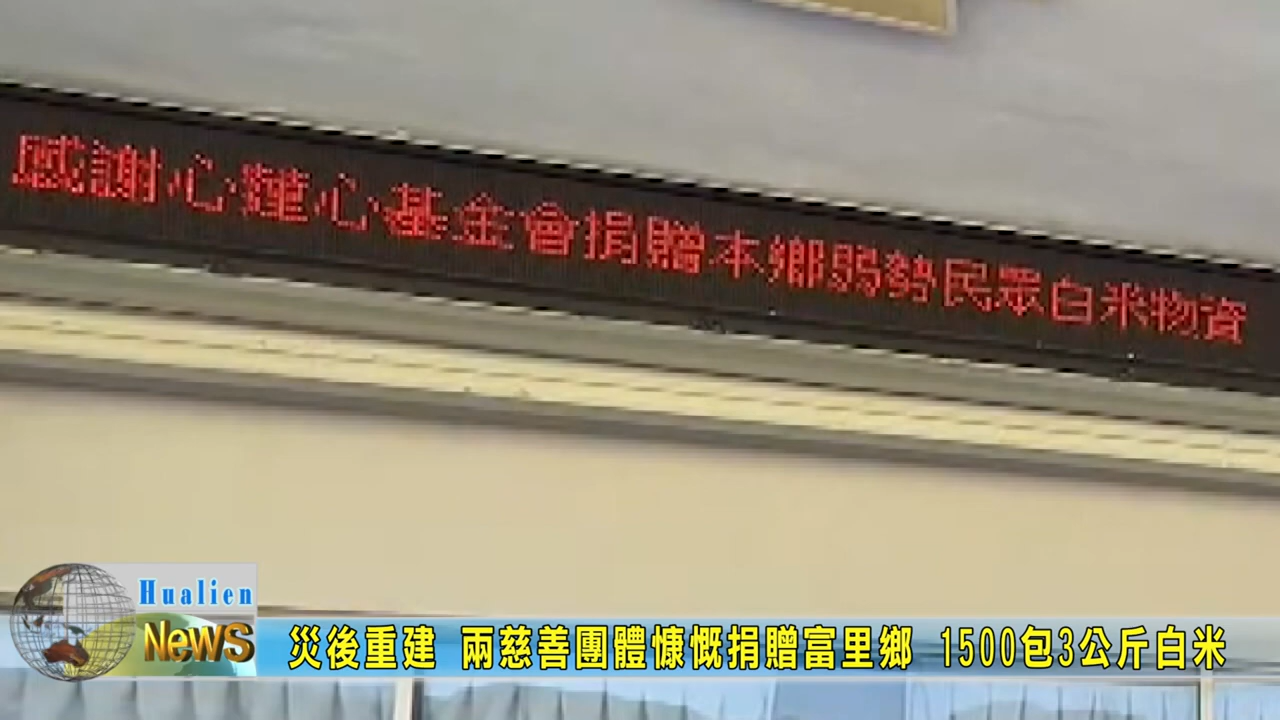 感謝心蓮心基金會捐贈本鄉弱勢民眾白米物資
Hualien
News
災後重建 兩慈善團體慷慨捐贈富里鄉 1500包3公斤白米